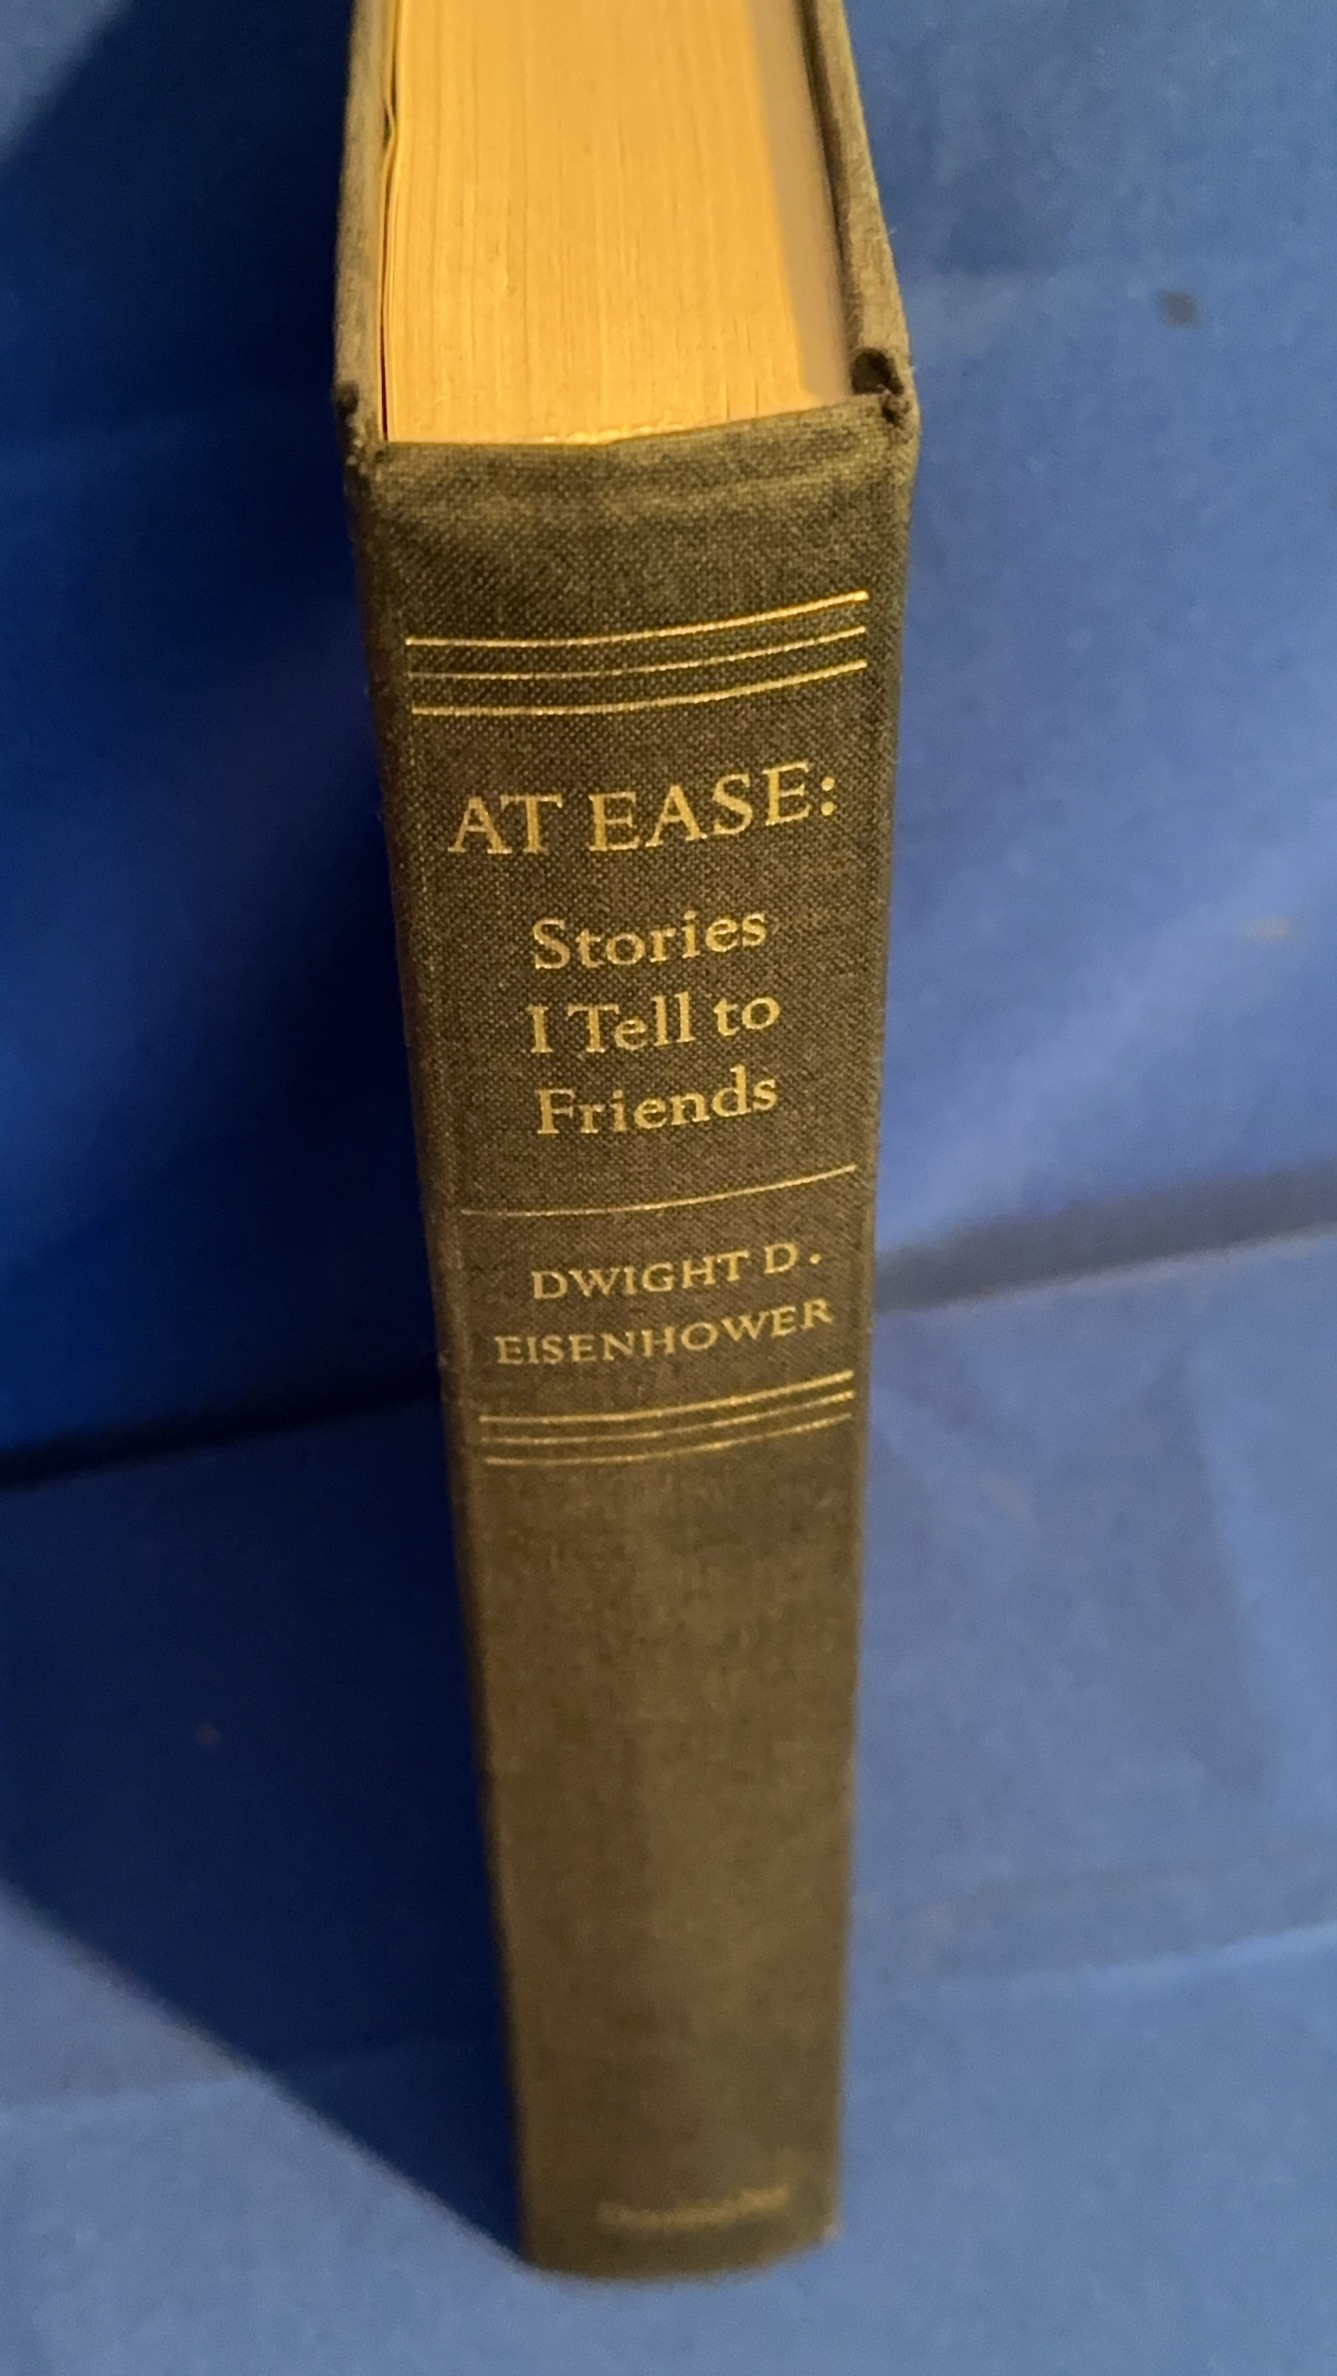 AT EASE:
Stories
I Tell to
Friends
DWIGHT D.
EISENHOWER